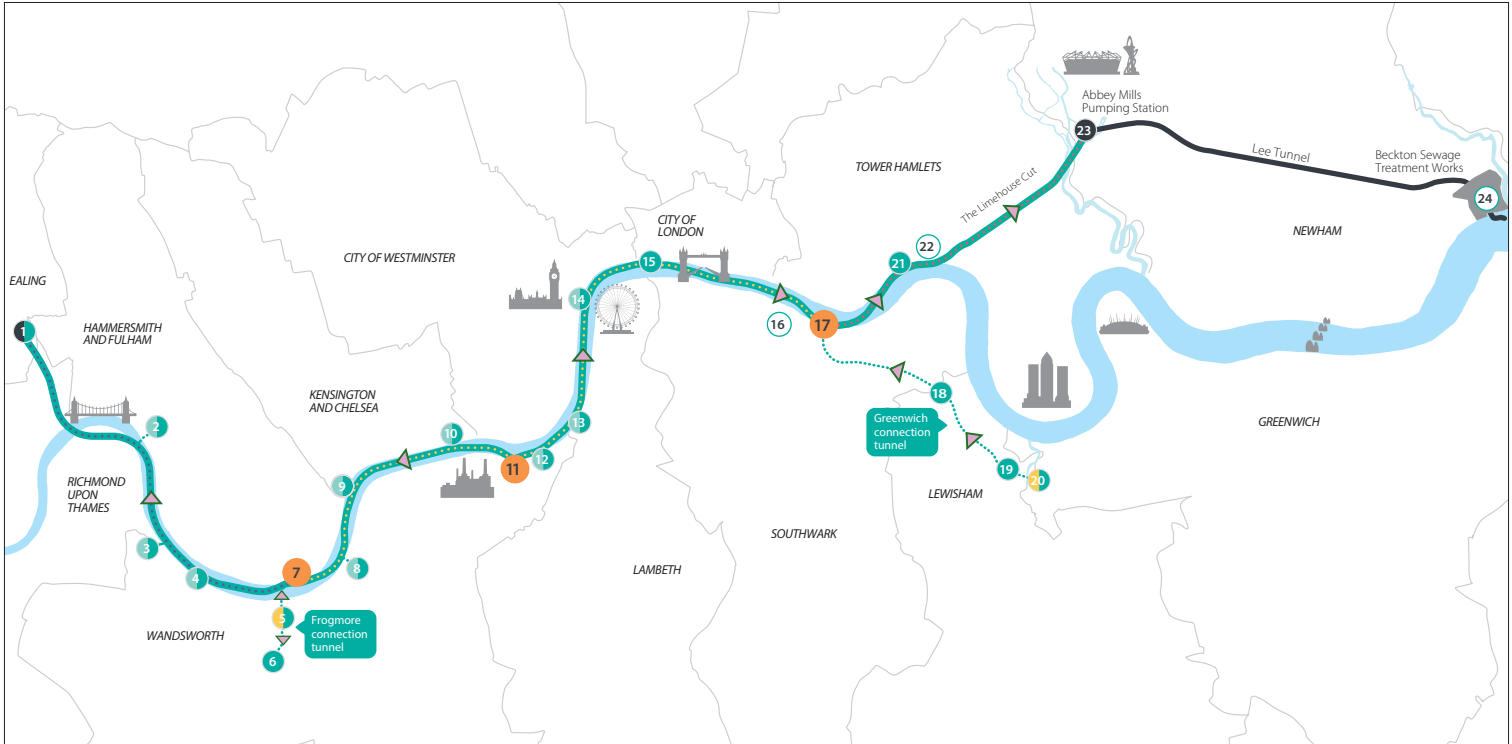 Abbey Mills
Pumping Station
23
Lee Tunnel
Beckton Sewage
Treatment Works
24
TOWER HAMLETS
The Limehouse Cut
NEWHAM
CITY OF
LONDON
CITY OF WESTMINSTER
22
21
15
EALING
14
HAMMERSMITH
AND FULHAM
1
16
17
KENSINGTON
AND CHELSEA
18
Greenwich
connection
tunnel
GREENWICH
2
10
13
12
11
19
20
LEWISHAM
RICHMOND
UPON
THAMES
9
SOUTHWARK
3
4
7
8
LAMBETH
5
Frogmore
connection
tunnel
WANDSWORTH
6